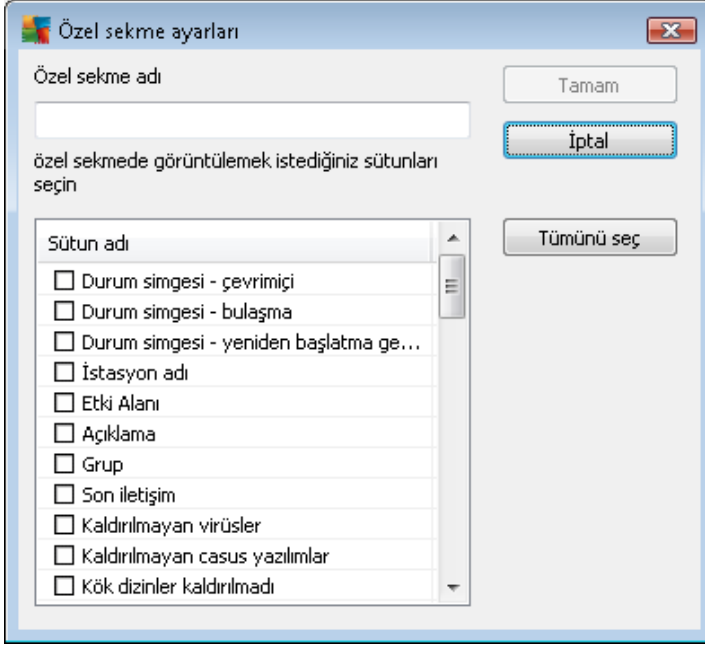 Özel sekme ayarları
Özel sekme adı
Tamam
İptal
özel sekmede görüntülemek istediğiniz sütunları
seçin
Tümünü seç
Sütun adı
Durum simgesi - çevrimiçi
Durum simgesi - bulaşma
Durum simgesi - yeniden başlatma ge...
İstasyon adı
Etki Alanı
Açıklama
Grup
Son iletişim
Kaldırılmayan virüsler
Kaldırılmayan casus yazılımlar
Kök dizinler kaldırılmadı